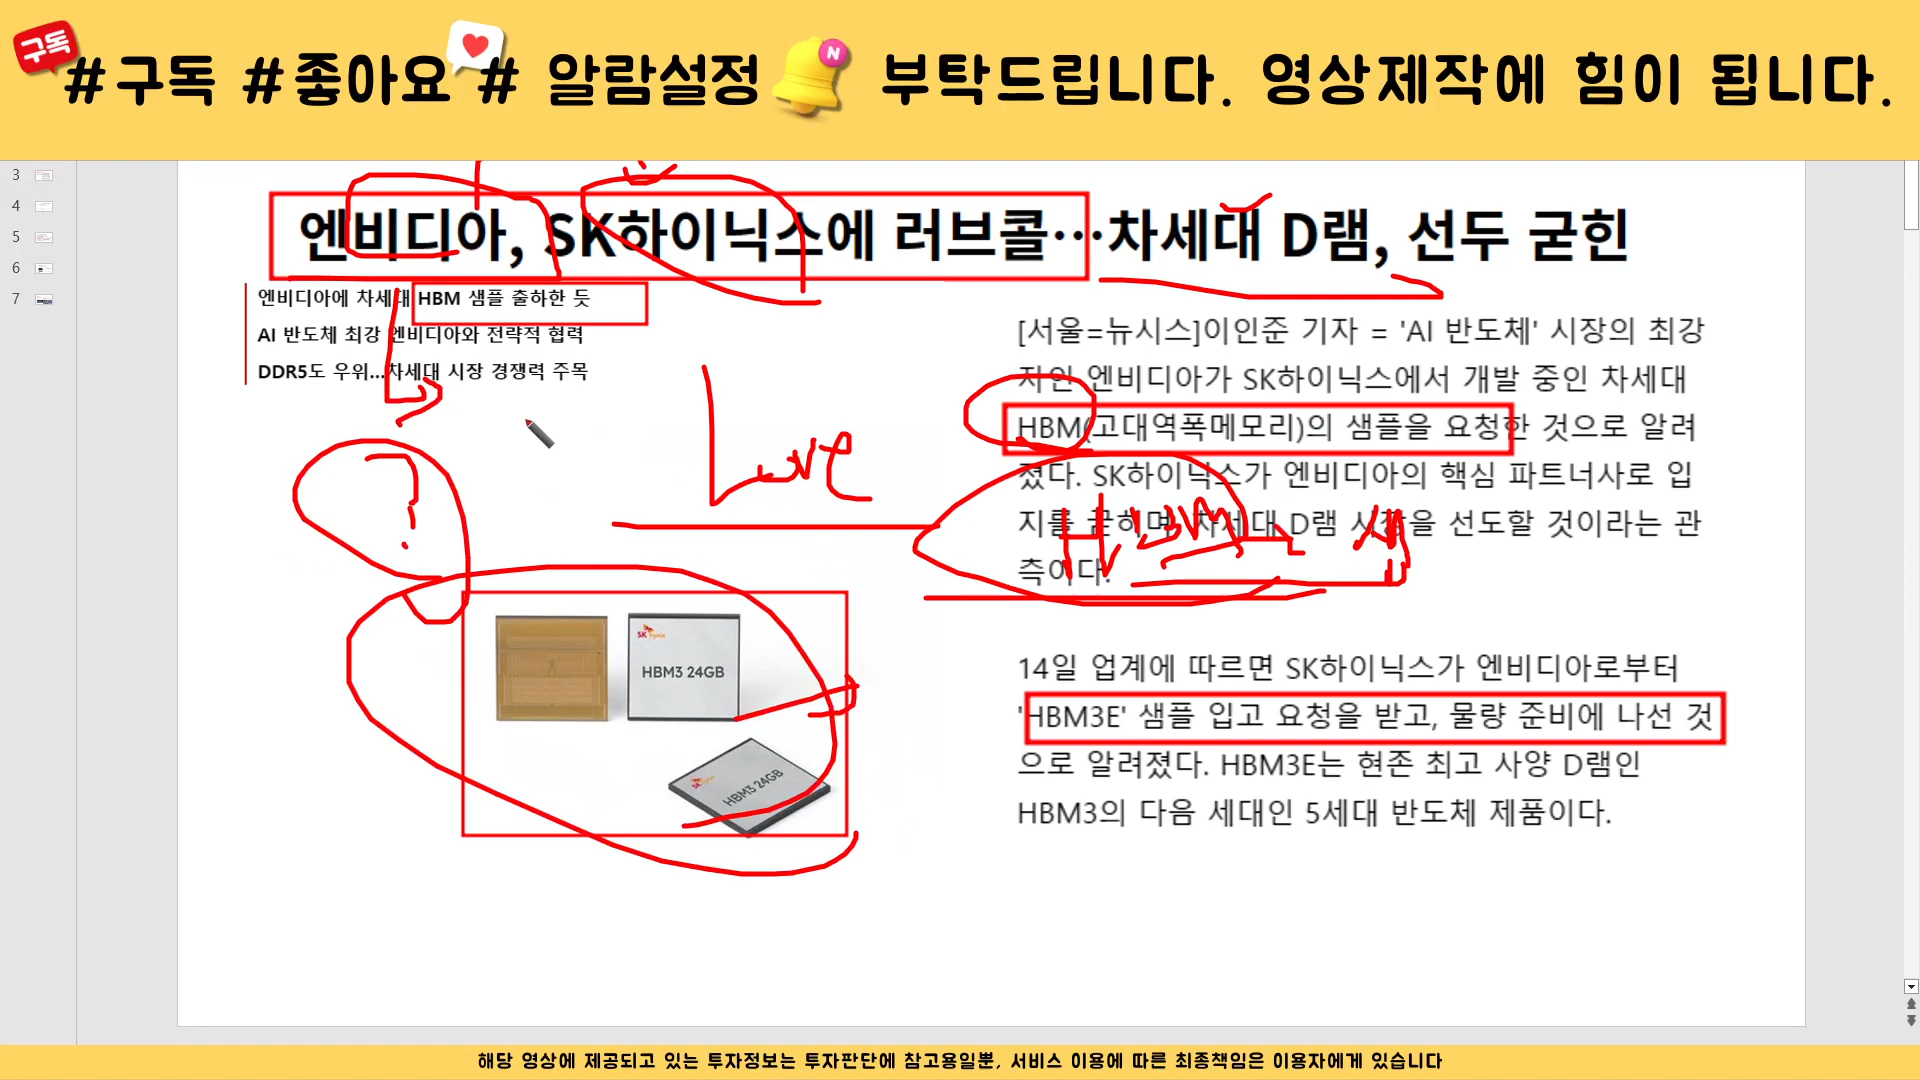 구독
#구독 #좋아요 # 알람설정 N 부탁드립니다. 영상제작에 힘이 됩니다.
3
4
5
6
7
엔비디아, SK하이닉스에 러브콜…차세대 D램, 선두 굳힌
엔비디아에 차세대 HBM 샘플 출하한 듯
AI 반도체 최강 엔비디아와 전략적 협력
DDR5도 우위...차세대 시장 경쟁력 주목
Love
?
SK hynix
HBM3 24GB
SK hynix
HBM3 24GB
[서울=뉴시스]이인준 기자 = 'AI 반도체' 시장의 최강
자인 엔비디아가 SK하이닉스에서 개발 중인 차세대
HBM(고대역폭메모리)의 샘플을 요청한 것으로 알려
졌다. SK하이닉스가 엔비디아의 핵심 파트너사로 입
지를 굳히며, 차세대 D램 시장을 선도할 것이라는 관
측이다.
HBM
14일 업계에 따르면 SK하이닉스가 엔비디아로부터
'HBM3E' 샘플 입고 요청을 받고, 물량 준비에 나선 것
으로 알려졌다. HBM3E는 현존 최고 사양 D램인
HBM3의 다음 세대인 5세대 반도체 제품이다.
해당 영상에 제공되고 있는 투자정보는 투자판단에 참고용일뿐, 서비스 이용에 따른 최종책임은 이용자에게 있습니다